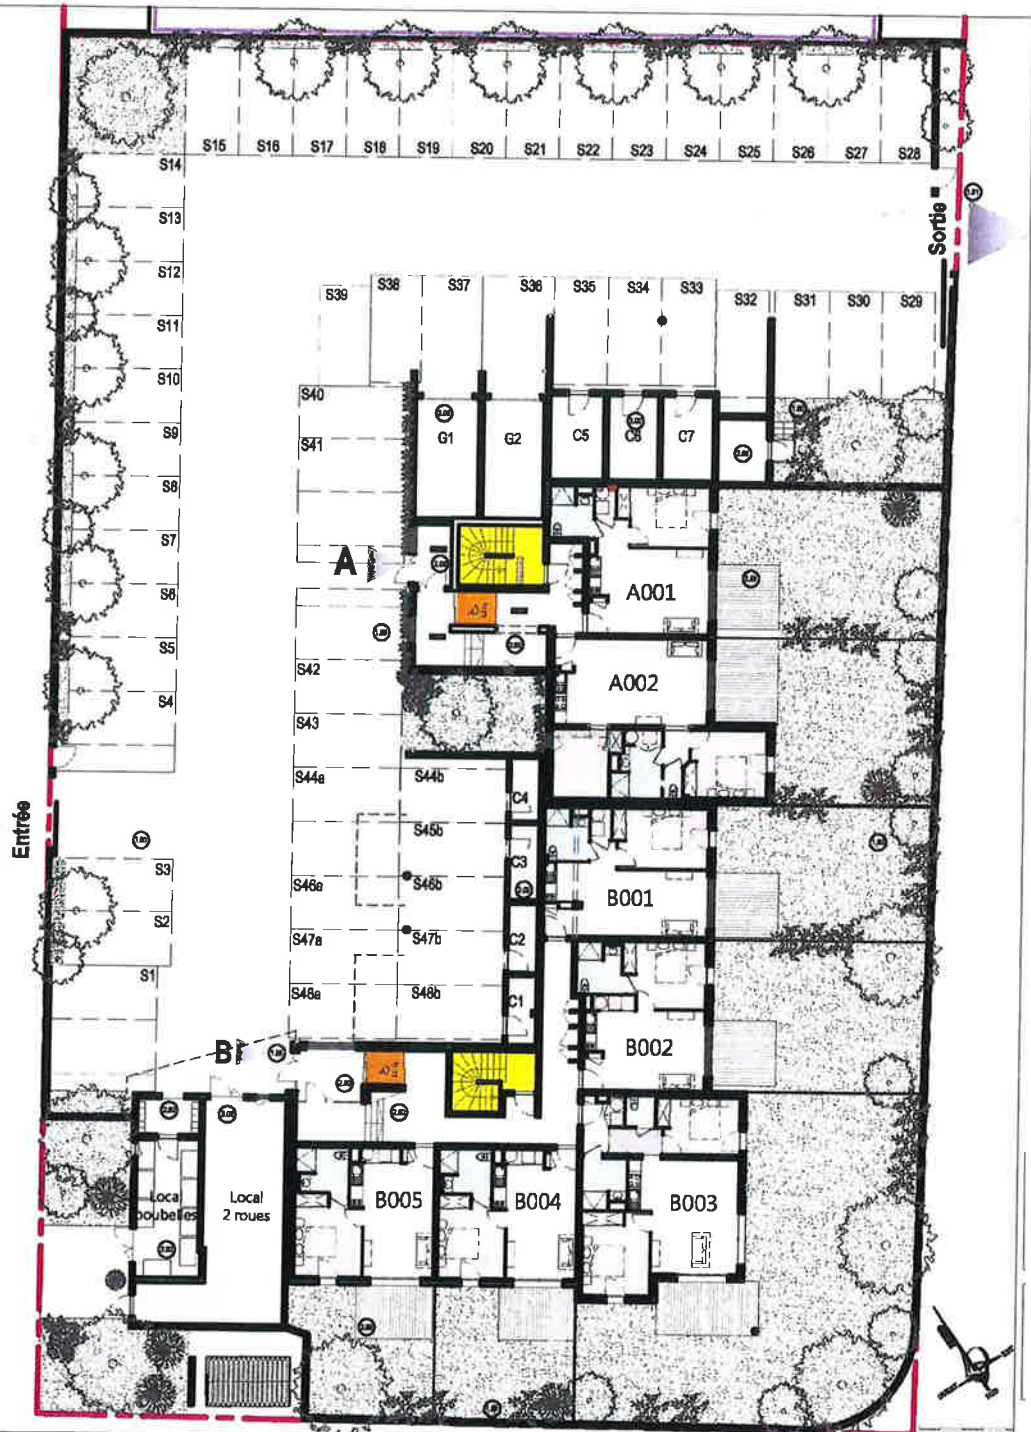 S15 S16 S17 S18 S19 S20 S21 S22 S23 S24 S25 S26 S27 S28
S14
S13
S12
S11
S10
S9
S8
S7
S6
S5
S4
Sortie
S39 S38 S37 S36 S35 S34 S33 S32 S31 S30 S29
S40
S41
G1 G2 C5 C6 C7
A
A001
A002
S42
S43
S44a S44b C4
S45b
C3
S46a S46b
S47a S47b C2
S48a S48b C1
Entrée
S3
S2
S1
B001
B002
B
B005 B004 B003
Local
2 roues
Local
poubelles